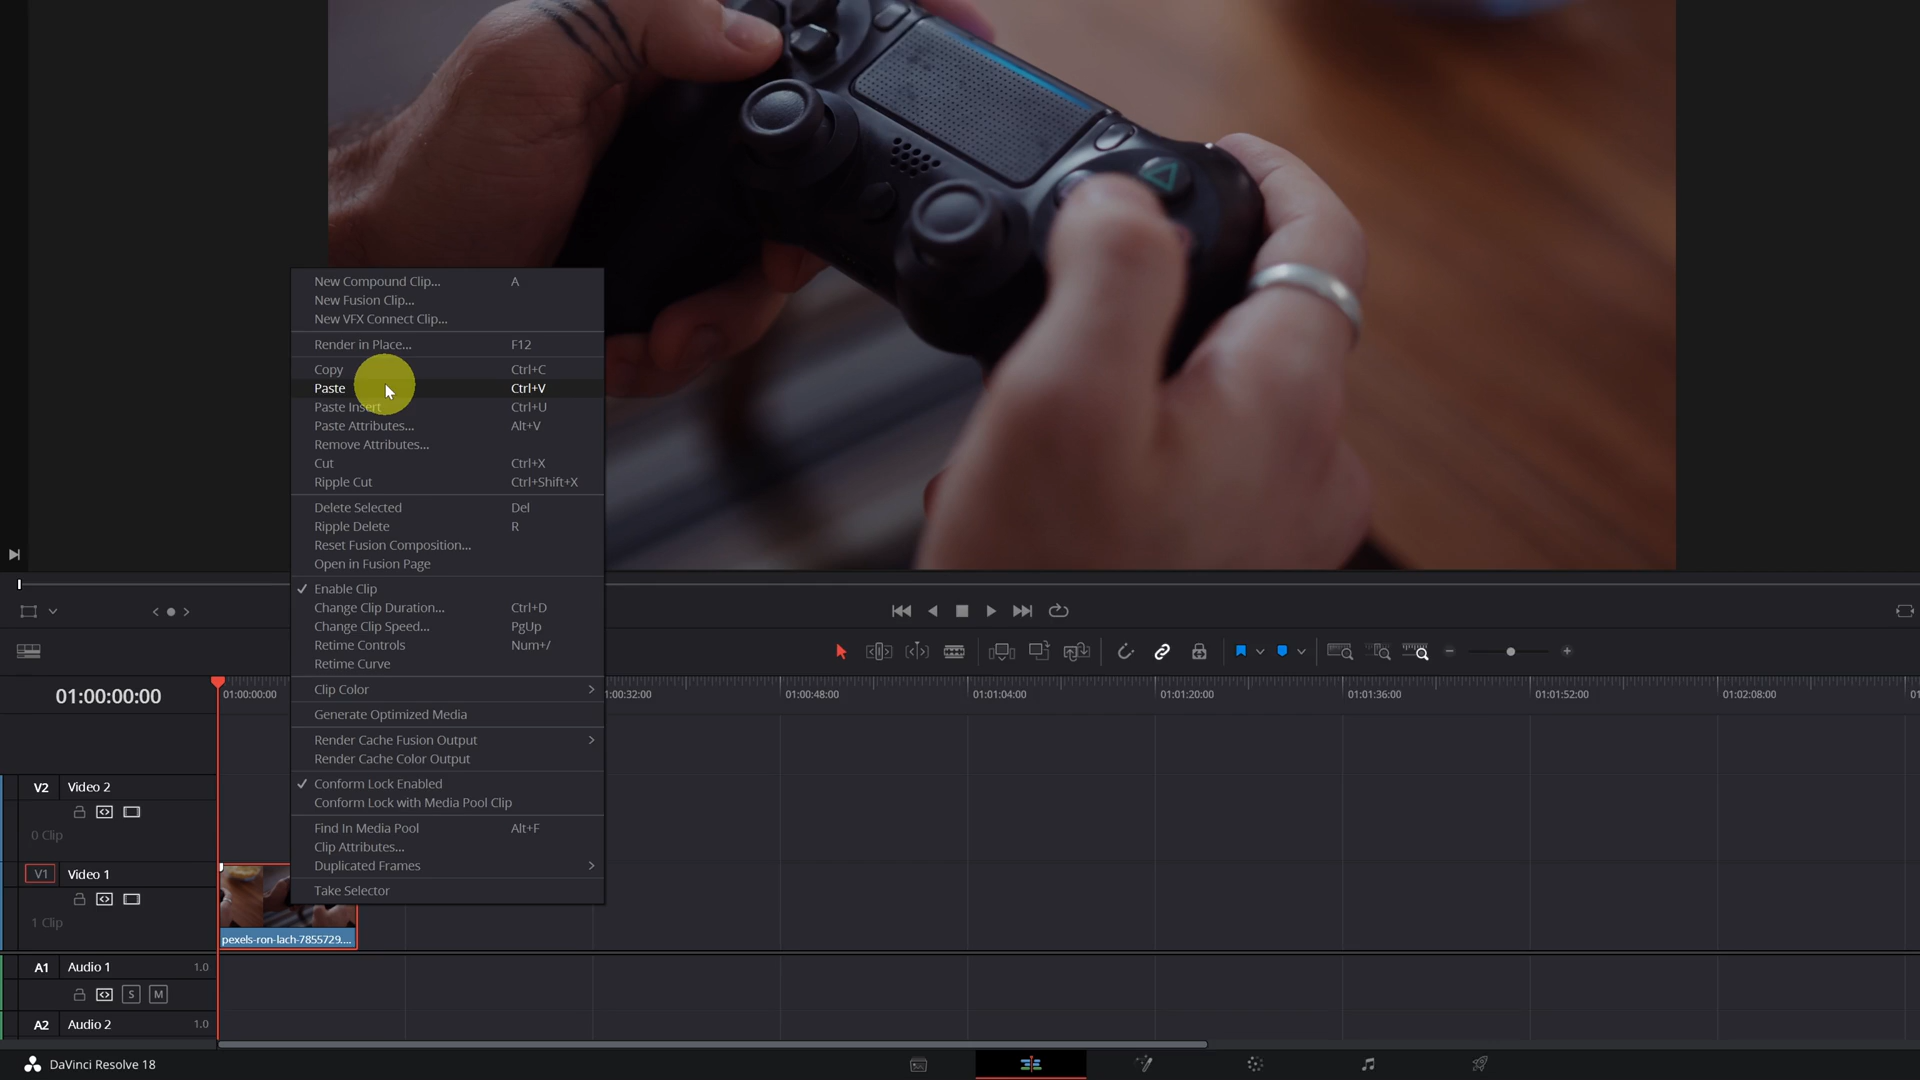 New Compound Clip... A
New Fusion Clip...
New VFX Connect Clip...
Render in Place... F12
Copy Ctrl+C
Paste Ctrl+V
Paste Insert Ctrl+U
Paste Attributes... Alt+V
Remove Attributes...
Cut Ctrl+X
Ripple Cut Ctrl+Shift+X
Delete Selected Del
Ripple Delete R
Reset Fusion Composition...
Open in Fusion Page
Enable Clip
Change Clip Duration... Ctrl+D
Change Clip Speed... PgUp
Retime Controls Num+/
Retime Curve
Clip Color
Generate Optimized Media
Render Cache Fusion Output
Render Cache Color Output
Conform Lock Enabled
Conform Lock with Media Pool Clip
Find In Media Pool Alt+F
Clip Attributes...
Duplicated Frames
Take Selector
01:00:00:00
01:00:00:00 1:00:32:00 01:00:48:00 01:01:04:00 01:01:20:00 01:01:36:00 01:01:52:00 01:02:08:00 01
V2 Video 2
0 Clip
V1 Video 1
1 Clip
pexels-ron-lach-7855729....
A1 Audio 1 1.0
S M
A2 Audio 2 1.0
DaVinci Resolve 18